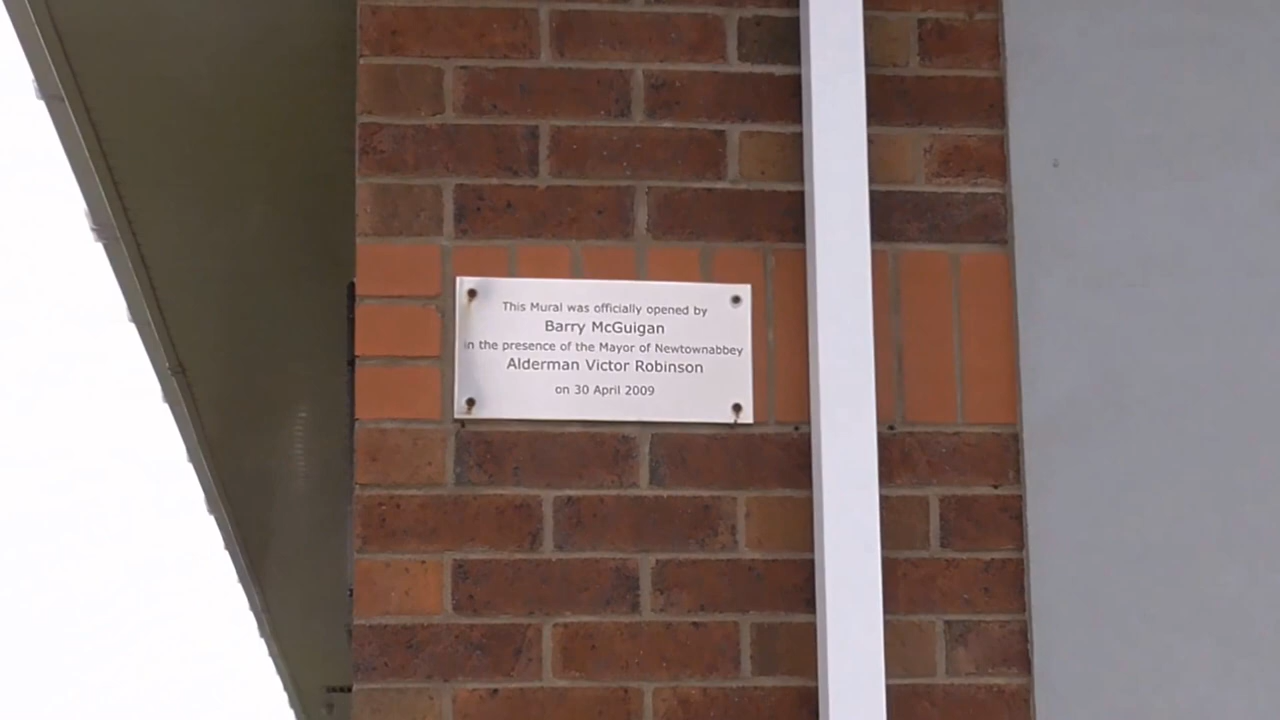 This Mural was officially opened by
Barry McGuigan
in the presence of the Mayor of Newtownabbey
Alderman Victor Robinson
on 30 April 2009